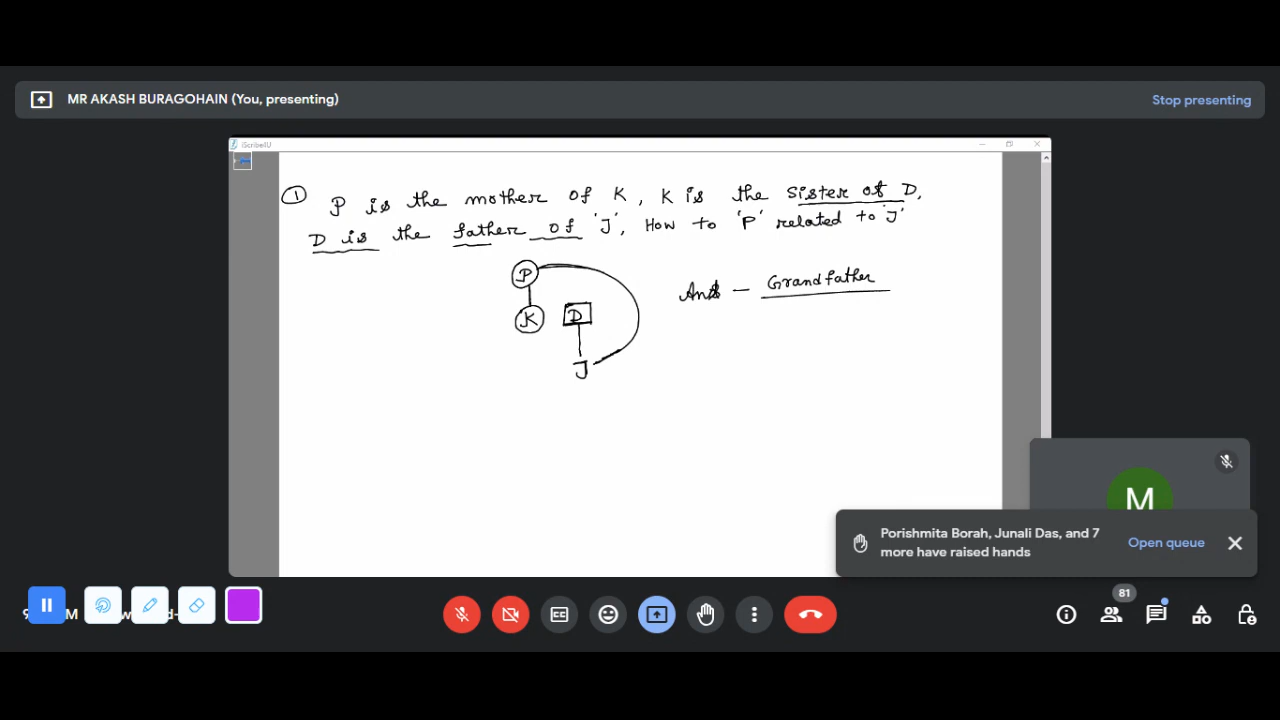 MR AKASH BURAGOHAIN (You, presenting)
Stop presenting
① P is the mother of K, K is the sister of D,
D is the father of 'J', How to 'P' related to 'J'
P
Ans - Grandfather
K D
J
M
Porishmita Borah, Junali Das, and 7
more have raised hands
Open queue
81